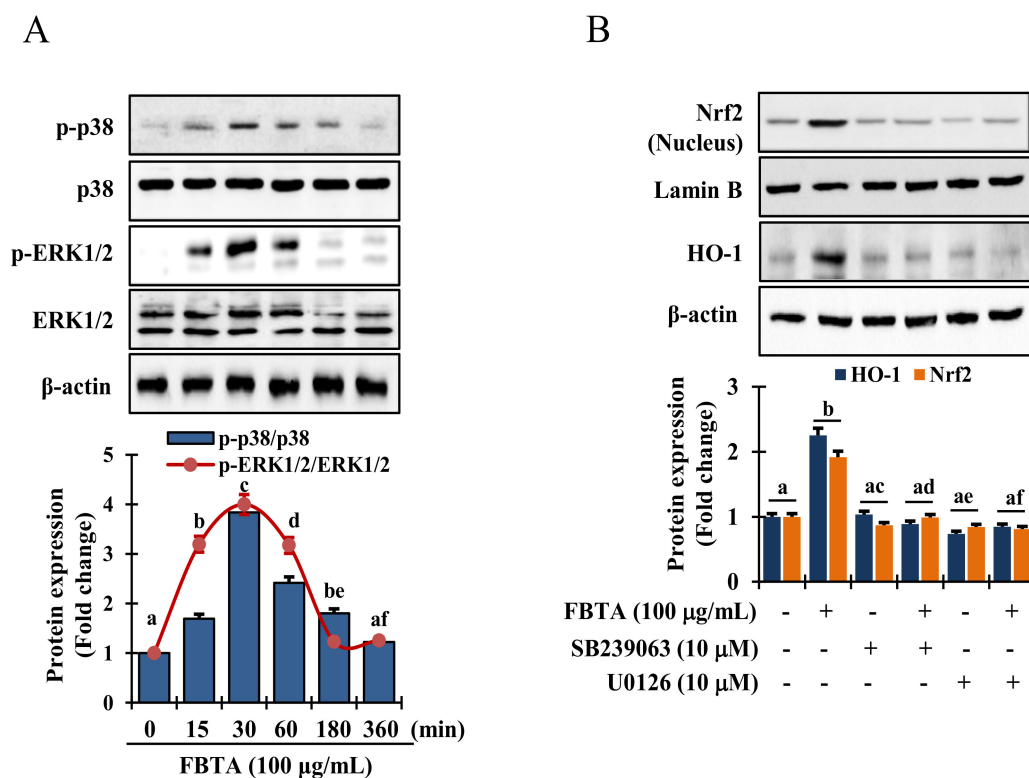 A
p-p38
p38
p-ERK1/2
ERK1/2
β-actin
p-p38/p38
p-ERK1/2/ERK1/2
Protein expression
(Fold change)
5
4
3
2
1
0
a
b
c
d
be
af
0 15 30 60 180 360 (min)
FBTA (100 µg/mL)
B
Nrf2
(Nucleus)
Lamin B
HO-1
β-actin
HO-1 Nrf2
Protein expression
(Fold change)
3
2
1
0
a
b
ac
ad
ae
af
FBTA (100 µg/mL) - + - + - +
SB239063 (10 µM) - - + + - -
U0126 (10 µM) - - - - + +